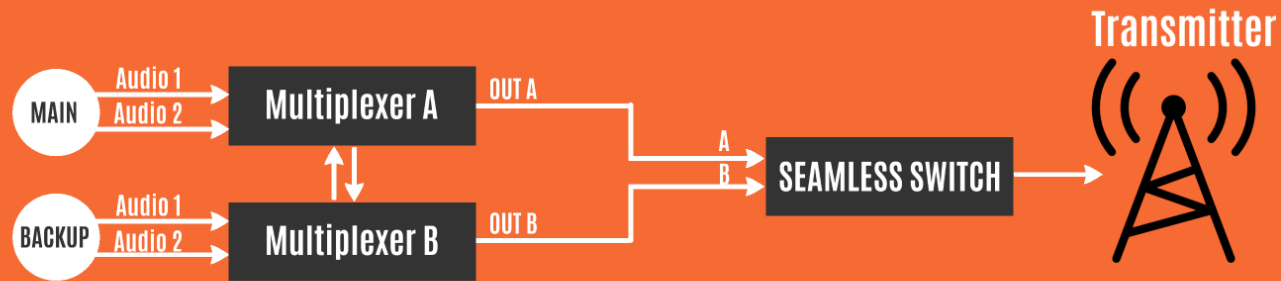 Transmitter
MAIN
Audio 1
Audio 2
Multiplexer A
OUT A
A
B
SEAMLESS SWITCH
BACKUP
Audio 1
Audio 2
Multiplexer B
OUT B